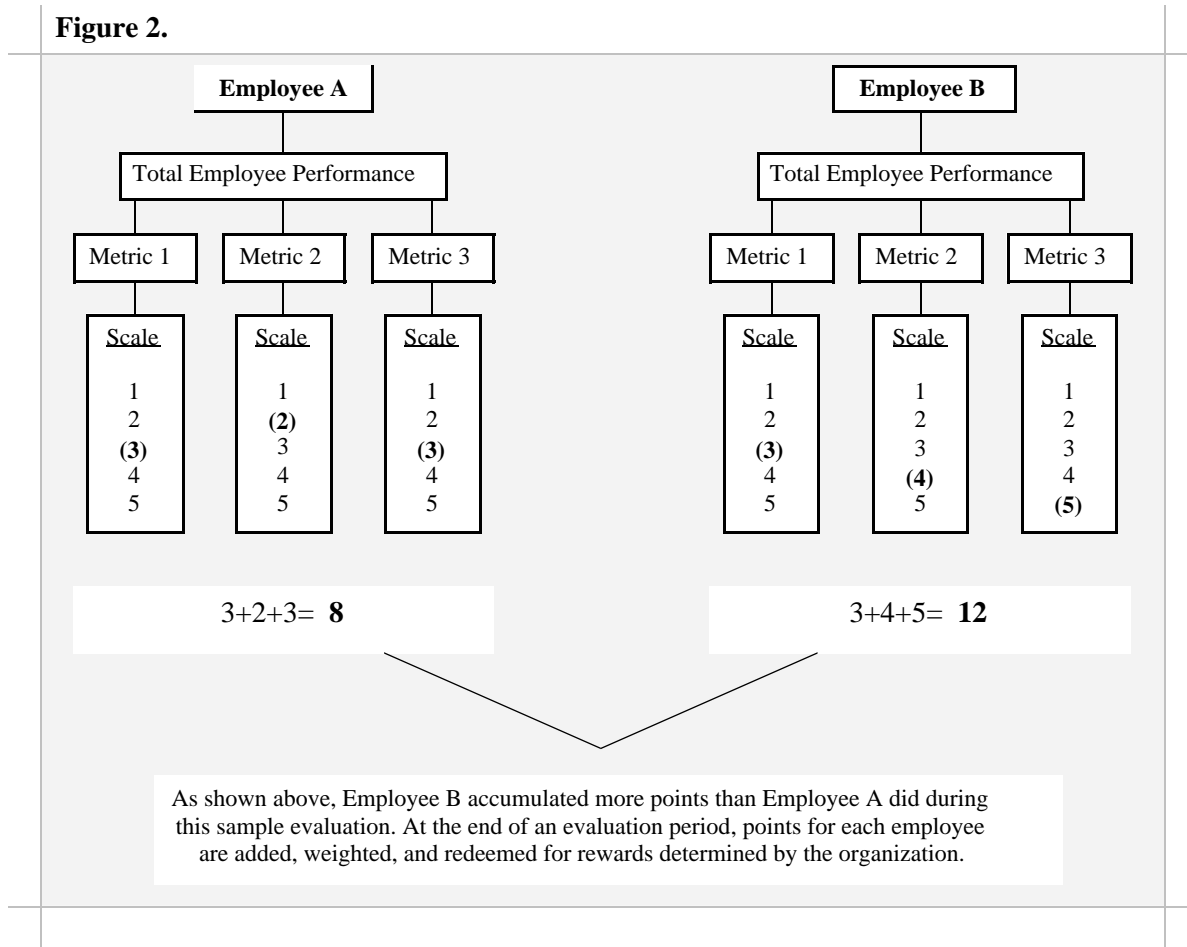 Figure 2.
Employee A
Total Employee Performance
Metric 1
Metric 2
Metric 3
Scale
1
2
(3)
4
5
Scale
1
(2)
3
4
5
Scale
1
2
(3)
4
5
3+2+3= 8
Employee B
Total Employee Performance
Metric 1
Metric 2
Metric 3
Scale
1
2
(3)
4
5
Scale
1
2
3
(4)
5
Scale
1
2
3
4
(5)
3+4+5= 12
As shown above, Employee B accumulated more points than Employee A did during
this sample evaluation. At the end of an evaluation period, points for each employee
are added, weighted, and redeemed for rewards determined by the organization.